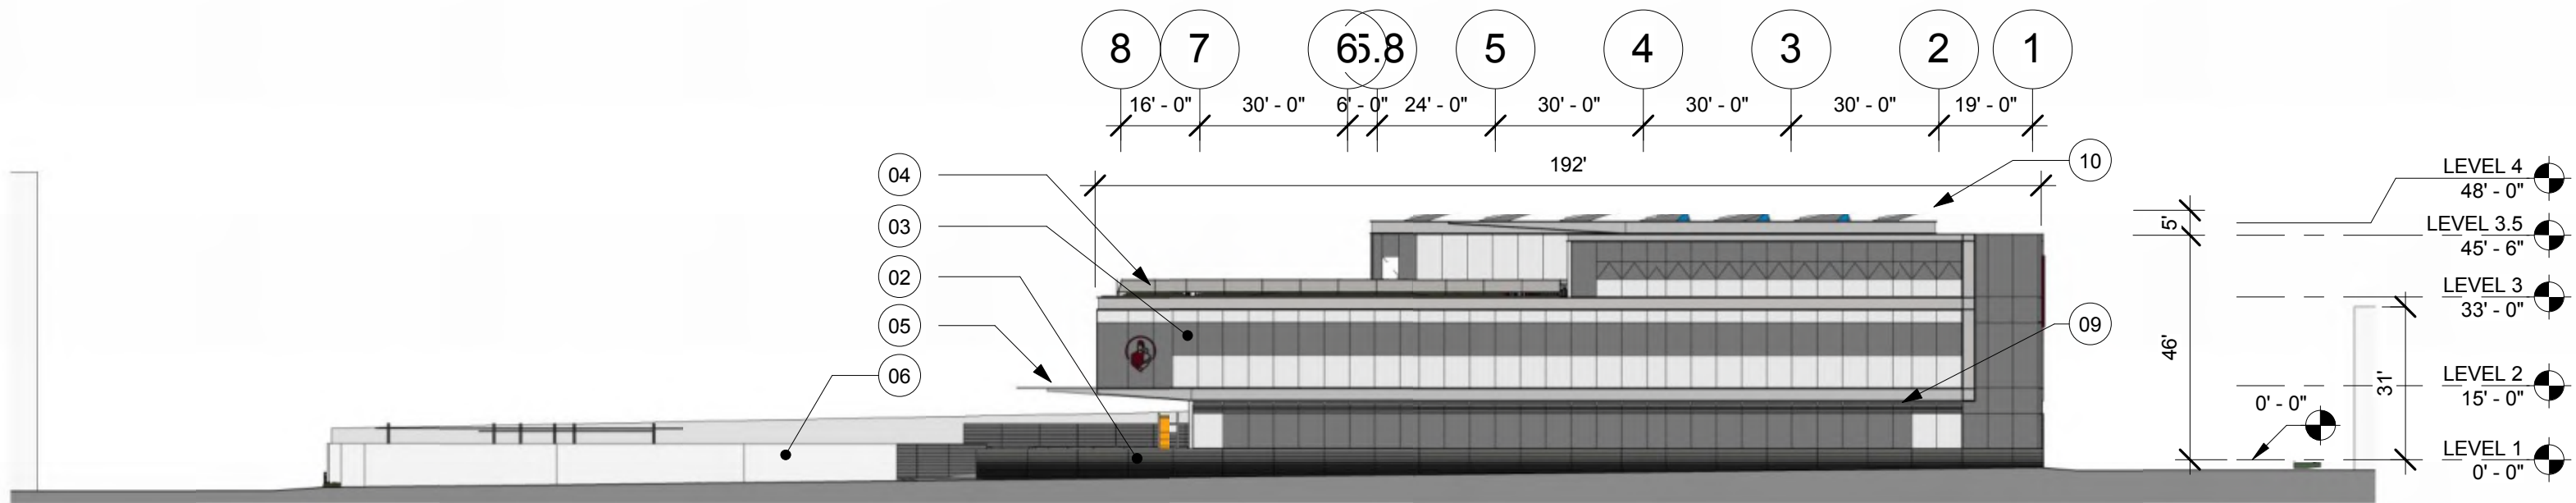 8 7 6 5.8 5 4 3 2 1
16' - 0" 30' - 0" 6' - 0" 24' - 0" 30' - 0" 30' - 0" 30' - 0" 19' - 0"
192'
04
03
02
05
06
10
09
5'
46'
31'
0' - 0"
LEVEL 4
48' - 0"
LEVEL 3.5
45' - 6"
LEVEL 3
33' - 0"
LEVEL 2
15' - 0"
LEVEL 1
0' - 0"